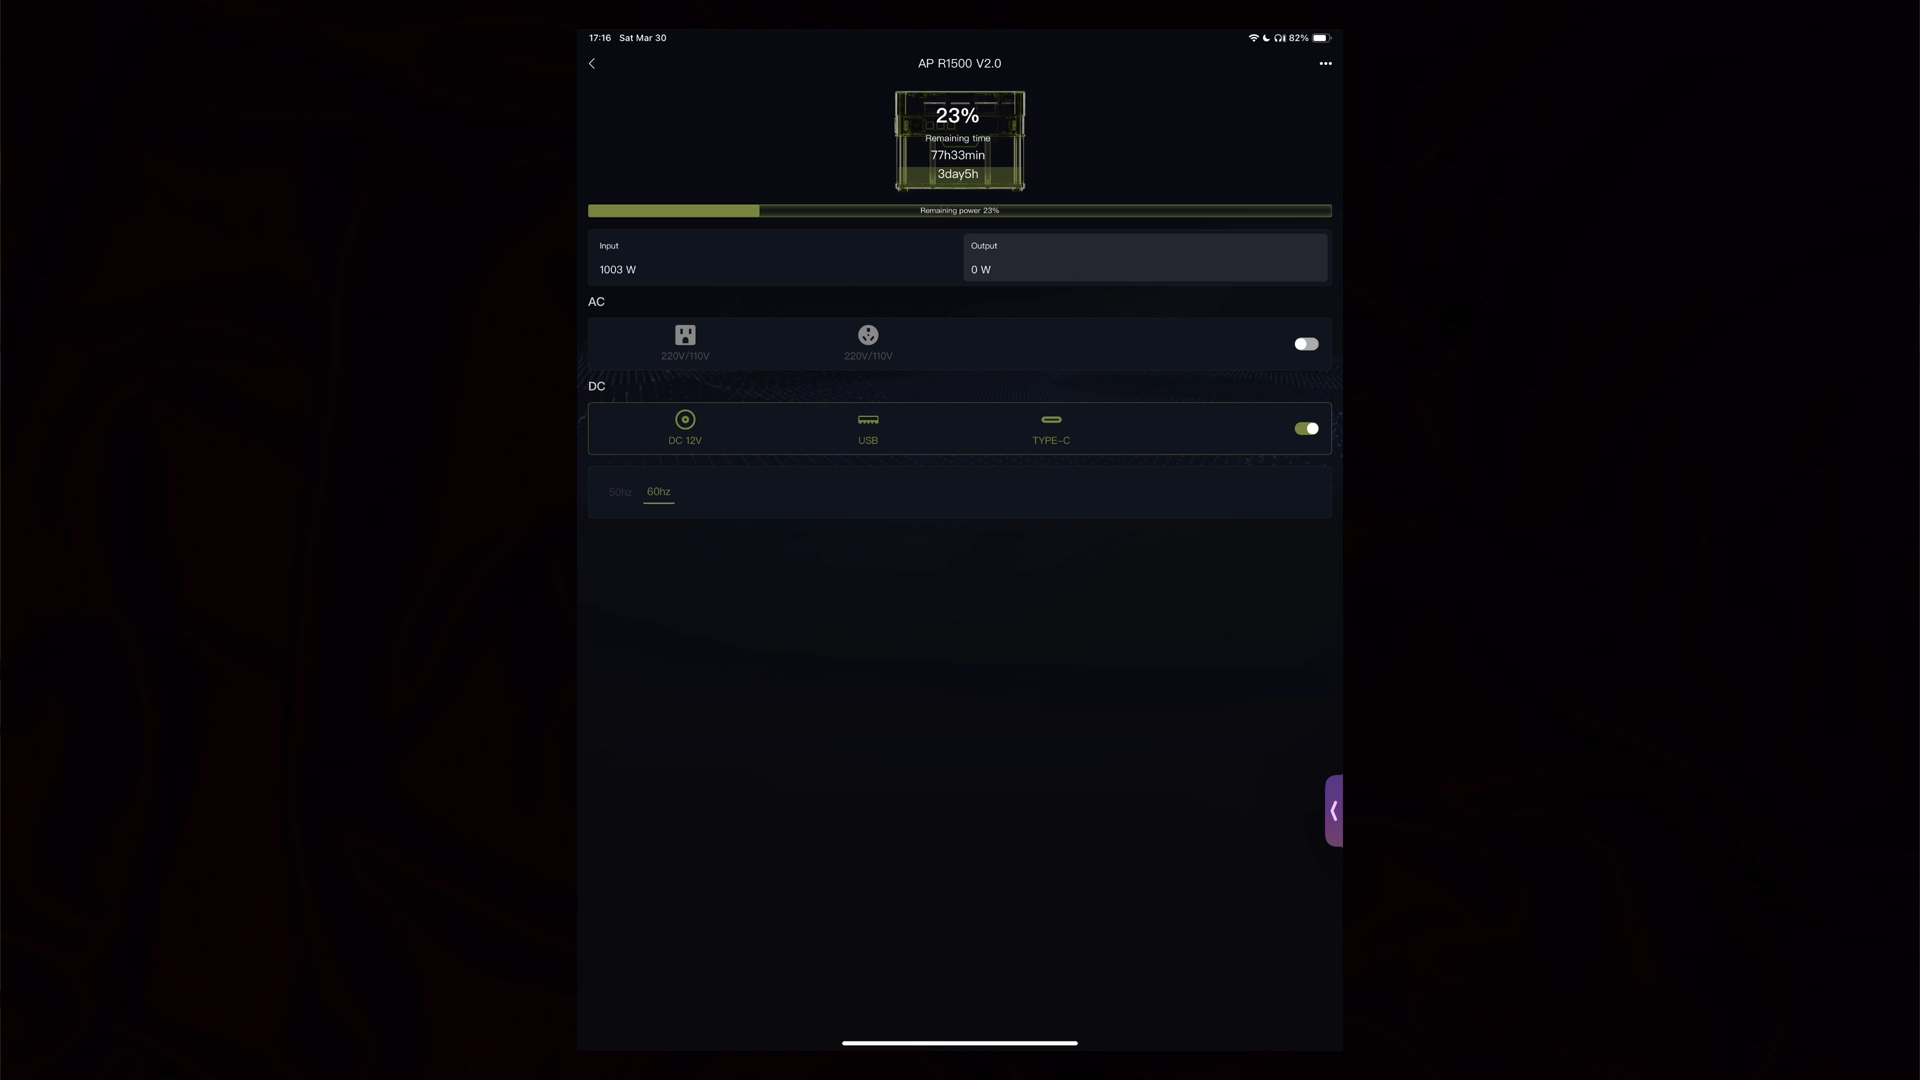 17:16 Sat Mar 30
82%
AP R1500 V2.0
23%
Remaining time
77h33min
3day5h
Remaining power 23%
Input
Output
1003 W
0 W
AC
220V/110V
220V/110V
DC
DC 12V
USB
TYPE-C
50hz
60hz